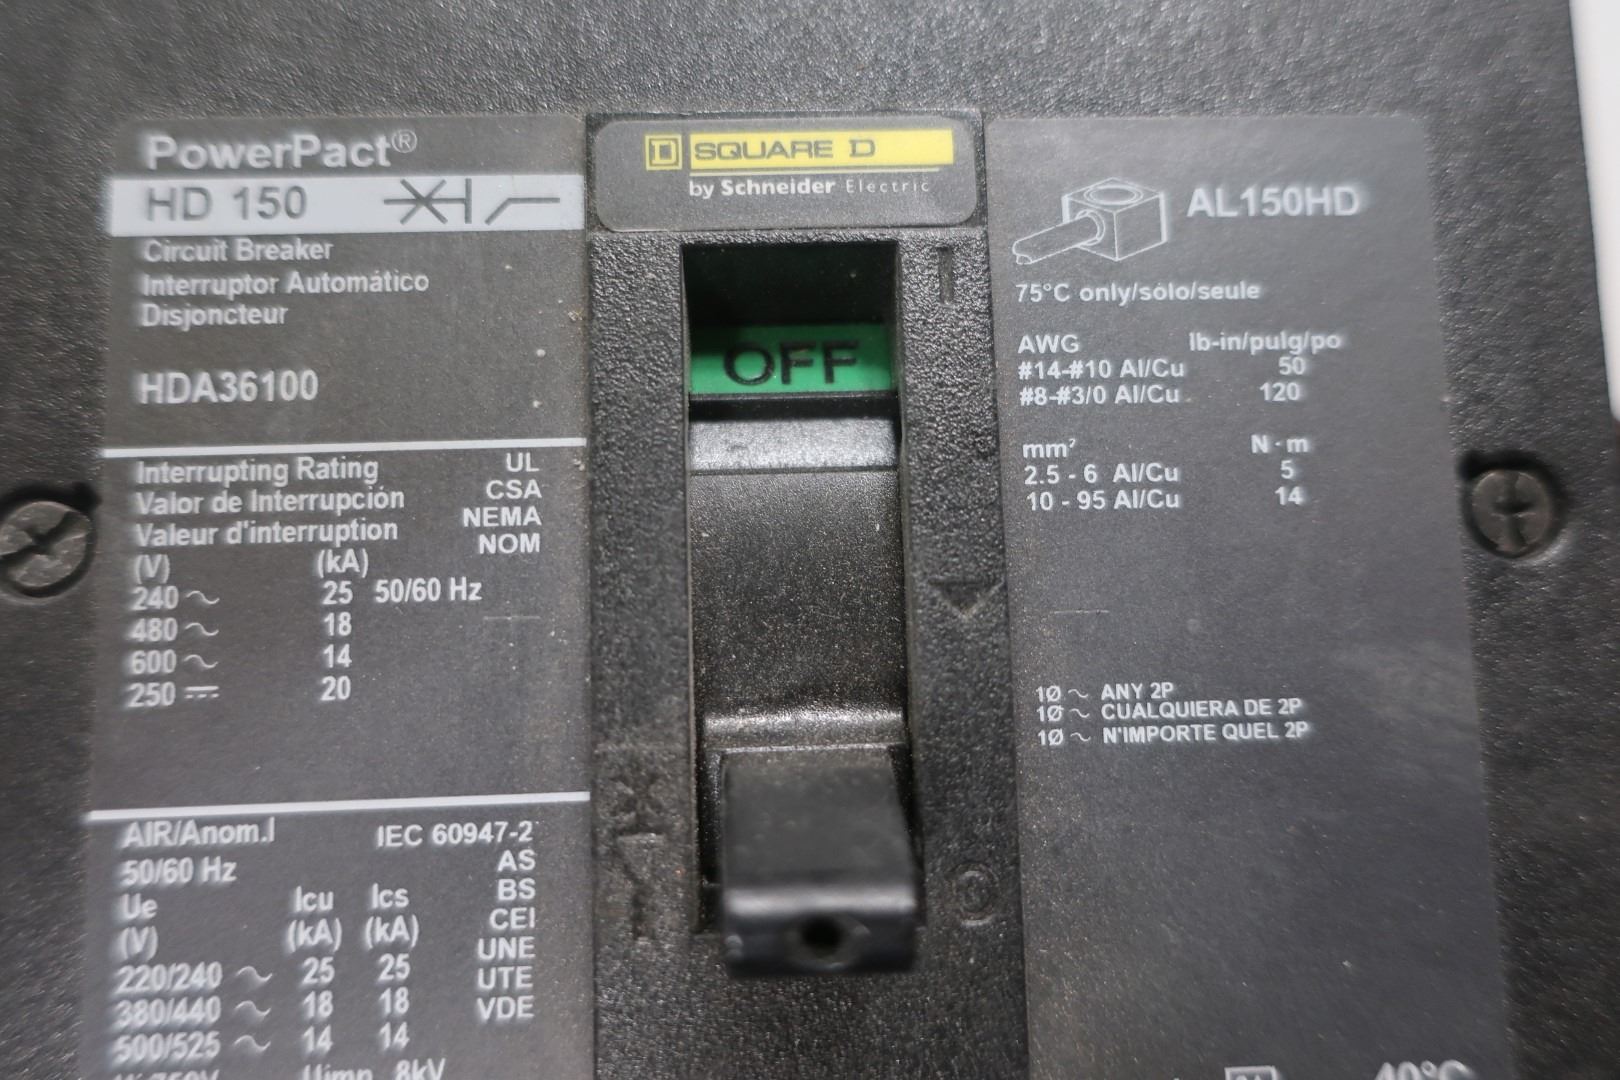 PowerPact®
HD 150
Circuit Breaker
Interruptor Automático
Disjoncteur
HDA36100
Interrupting Rating UL
Valor de Interrupción CSA
Valeur d'interruption NEMA
NOM
(V) (kA)
240 ~ 25 50/60 Hz
480 ~ 18
600 ~ 14
250 ⎓ 20
AIR/Anom.I IEC 60947-2
50/60 Hz AS
Ue Icu Ics BS
(V) (kA) (kA) CEI
UNE
220/240 ~ 25 25 UTE
380/440 ~ 18 18 VDE
500/525 ~ 14 14
Uimp 8kV
D SQUARE D
by Schneider Electric
I
OFF
O
AL150HD
75°C only/sólo/seule
AWG lb-in/pulg/po
#14-#10 Al/Cu 50
#8-#3/0 Al/Cu 120
mm² N·m
2.5 - 6 Al/Cu 5
10 - 95 Al/Cu 14
1Ø ~ ANY 2P
1Ø ~ CUALQUIERA DE 2P
1Ø ~ N'IMPORTE QUEL 2P
40°C